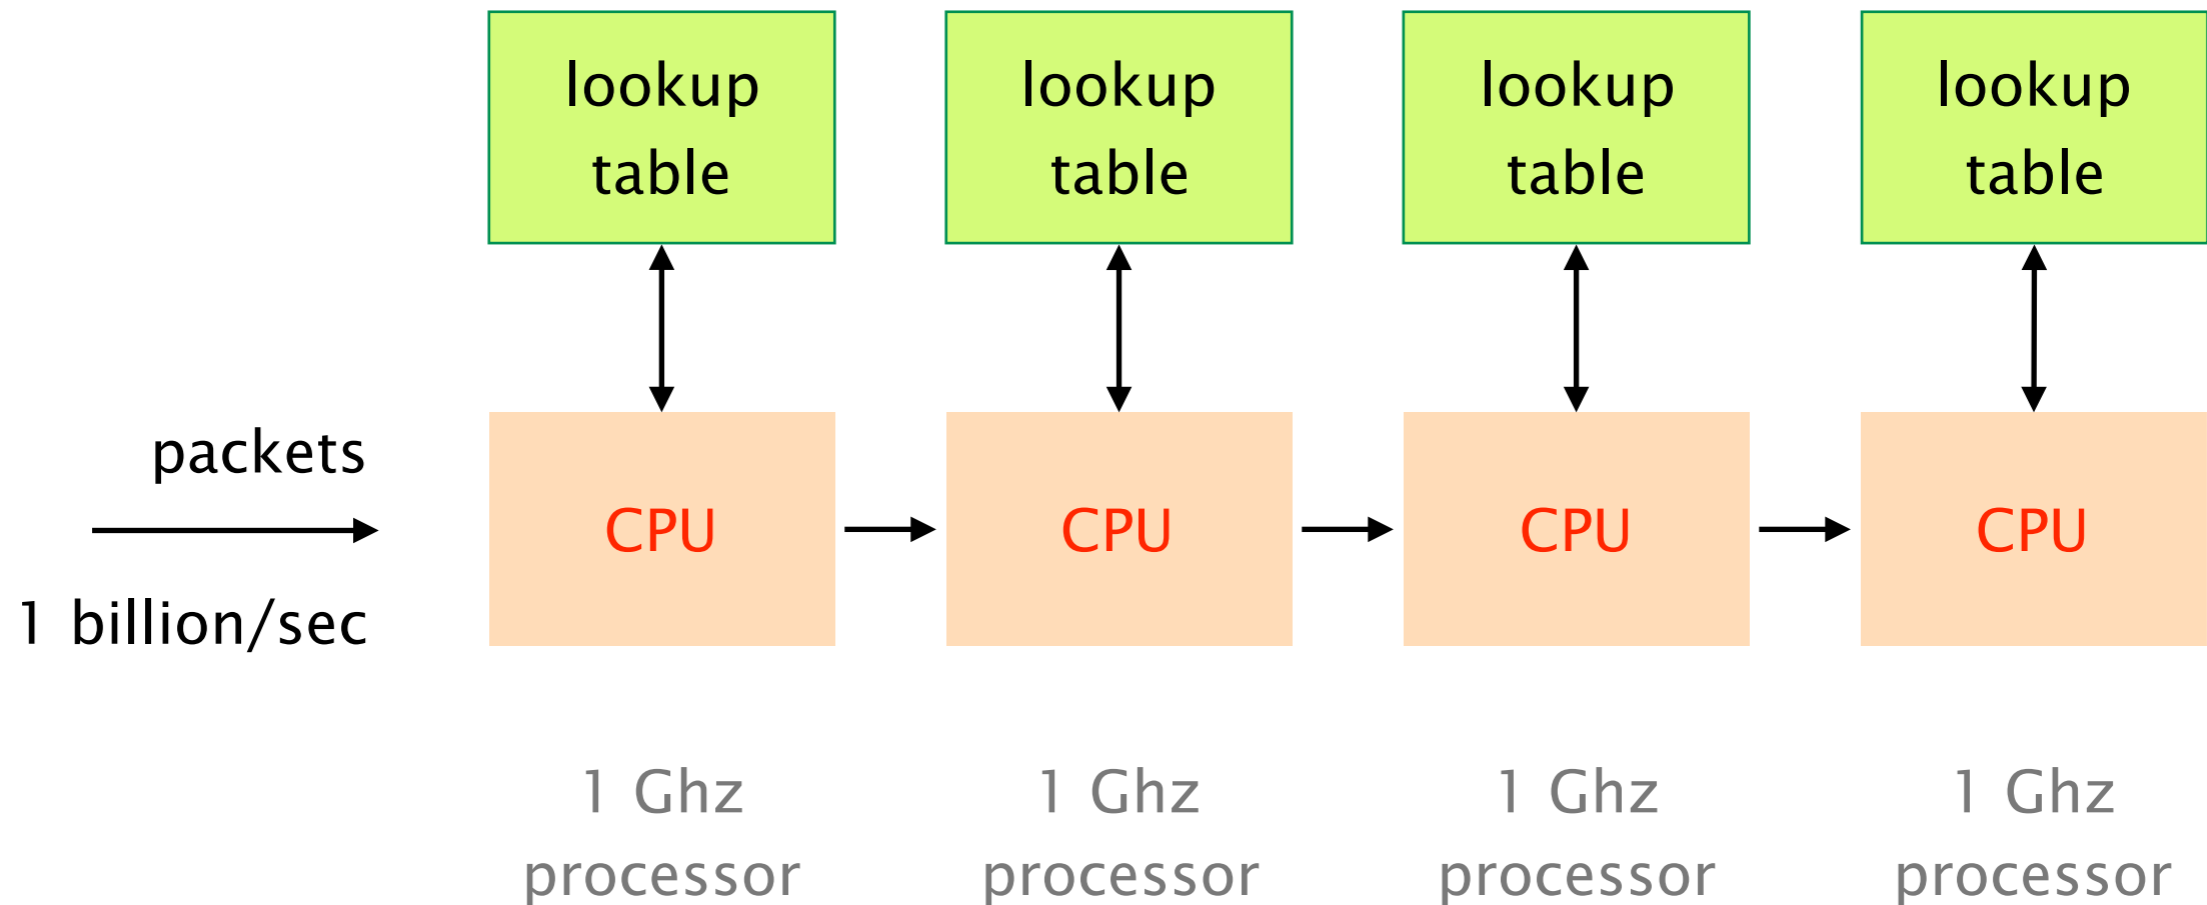 lookup
table
lookup
table
lookup
table
lookup
table
packets
1 billion/sec
CPU
CPU
CPU
CPU
1 Ghz
processor
1 Ghz
processor
1 Ghz
processor
1 Ghz
processor